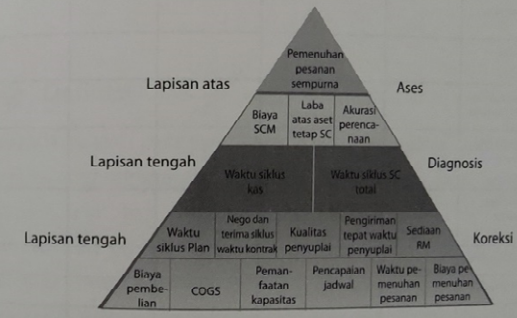 Pemenuhan
pesanan
sempurna
Lapisan atas
Ases
Biaya
SCM
Laba
atas aset
tetap SC
Akurasi
perenca-
naan
Lapisan tengah
Waktu siklus
kas
Waktu siklus SC
total
Diagnosis
Lapisan tengah
Waktu
siklus Plan
Nego dan
terima siklus
waktu kontrak
Kualitas
penyuplai
Pengiriman
tepat waktu
penyuplai
Sediaan
RM
Koreksi
Biaya
pembe-
lian
COGS
Peman-
faatan
kapasitas
Pencapaian
jadwal
Waktu pe-
menuhan
pesanan
Biaya pe-
menuhan
pesanan